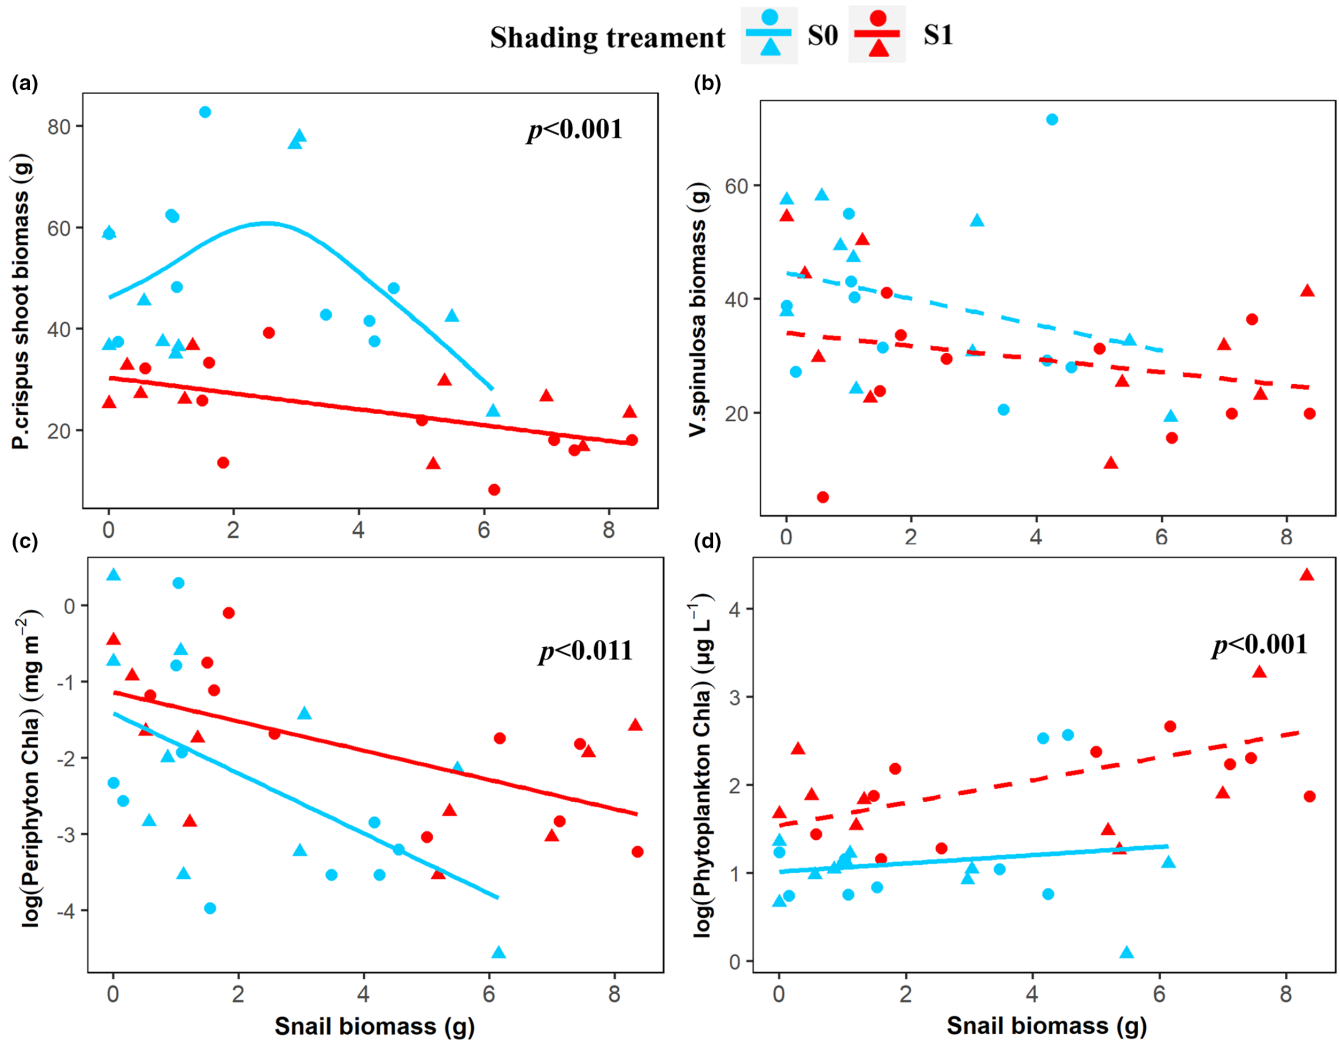 Shading treament S0 S1
(a)
P.crispus shoot biomass (g)
80
60
40
20
p<0.001
0 2 4 6 8
(b)
V.spinulosa biomass (g)
60
40
20
0 2 4 6 8
(c)
log(Periphyton Chla) (mg m⁻²)
0
-1
-2
-3
-4
p<0.011
0 2 4 6 8
Snail biomass (g)
(d)
log(Phytoplankton Chla) (µg L⁻¹)
4
3
2
1
0
p<0.001
0 2 4 6 8
Snail biomass (g)